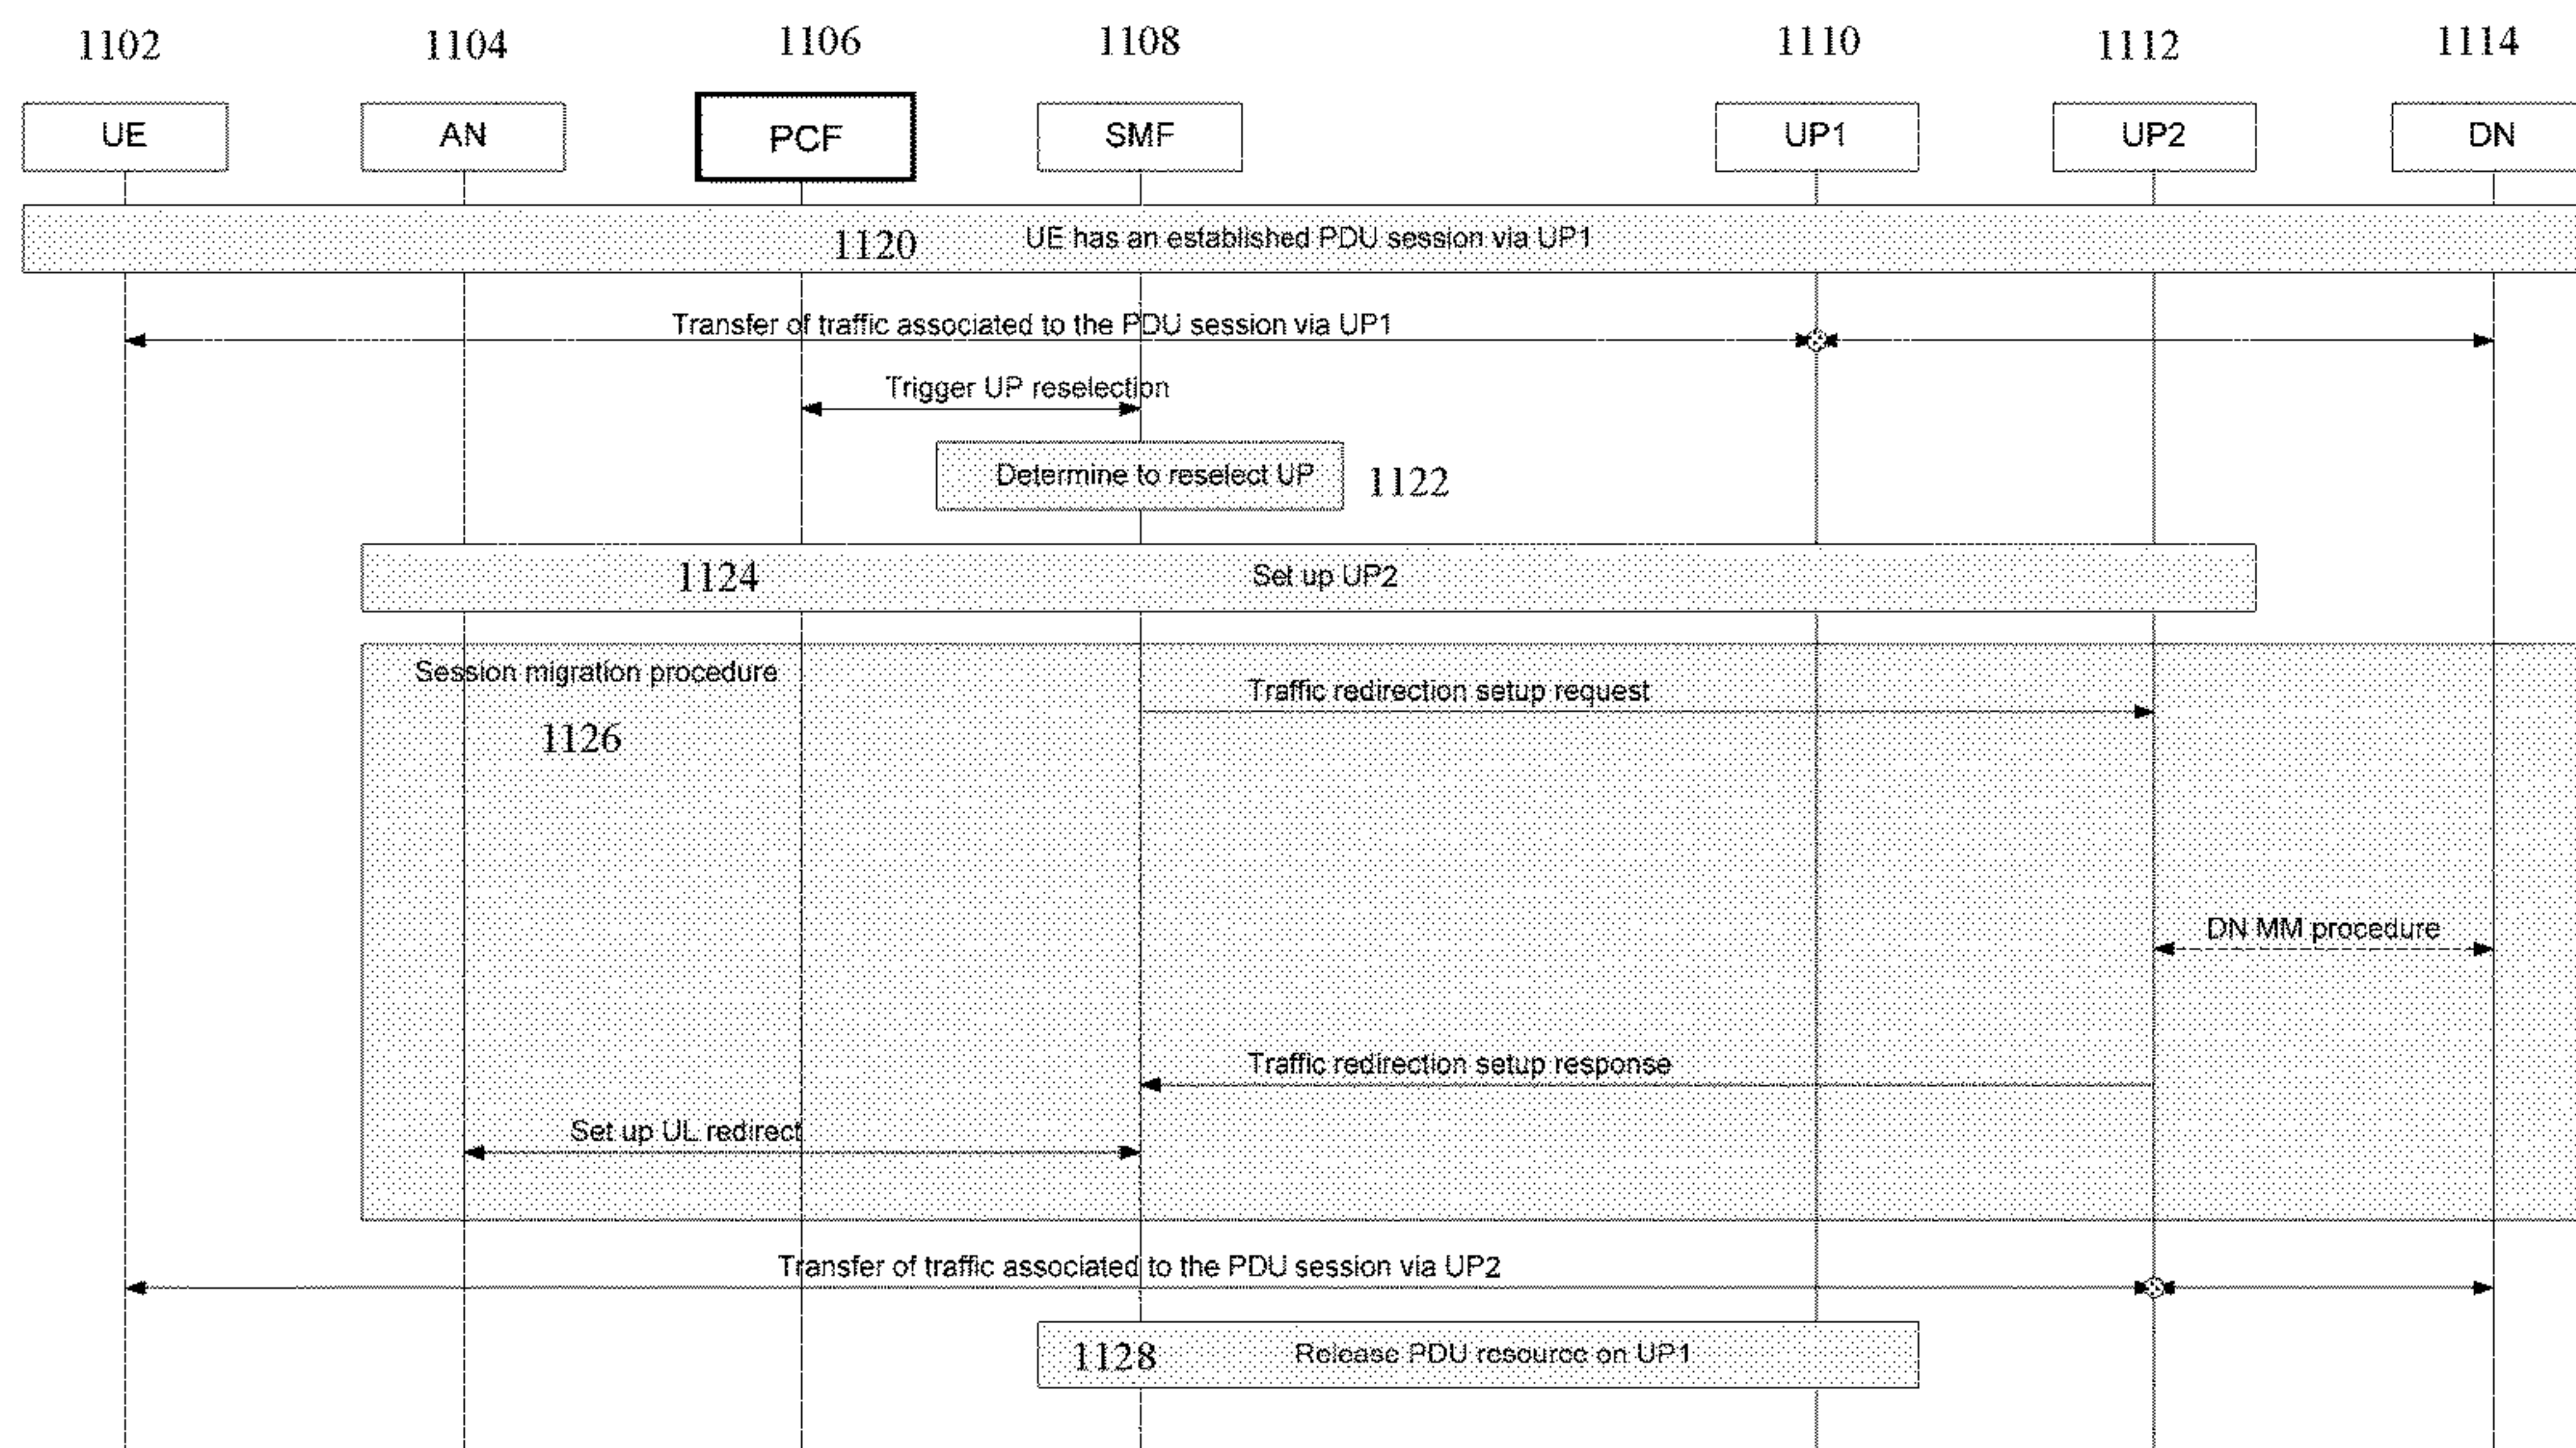 1102 1104 1106 1108 1110 1112 1114
UE AN PCF SMF UP1 UP2 DN
1120 UE has an established PDU session via UP1
Transfer of traffic associated to the PDU session via UP1
Trigger UP reselection
Determine to reselect UP 1122
1124 Set up UP2
Session migration procedure
Traffic redirection setup request
1126
DN MM procedure
Traffic redirection setup response
Set up UL redirect
Transfer of traffic associated to the PDU session via UP2
1128 Release PDU resource on UP1